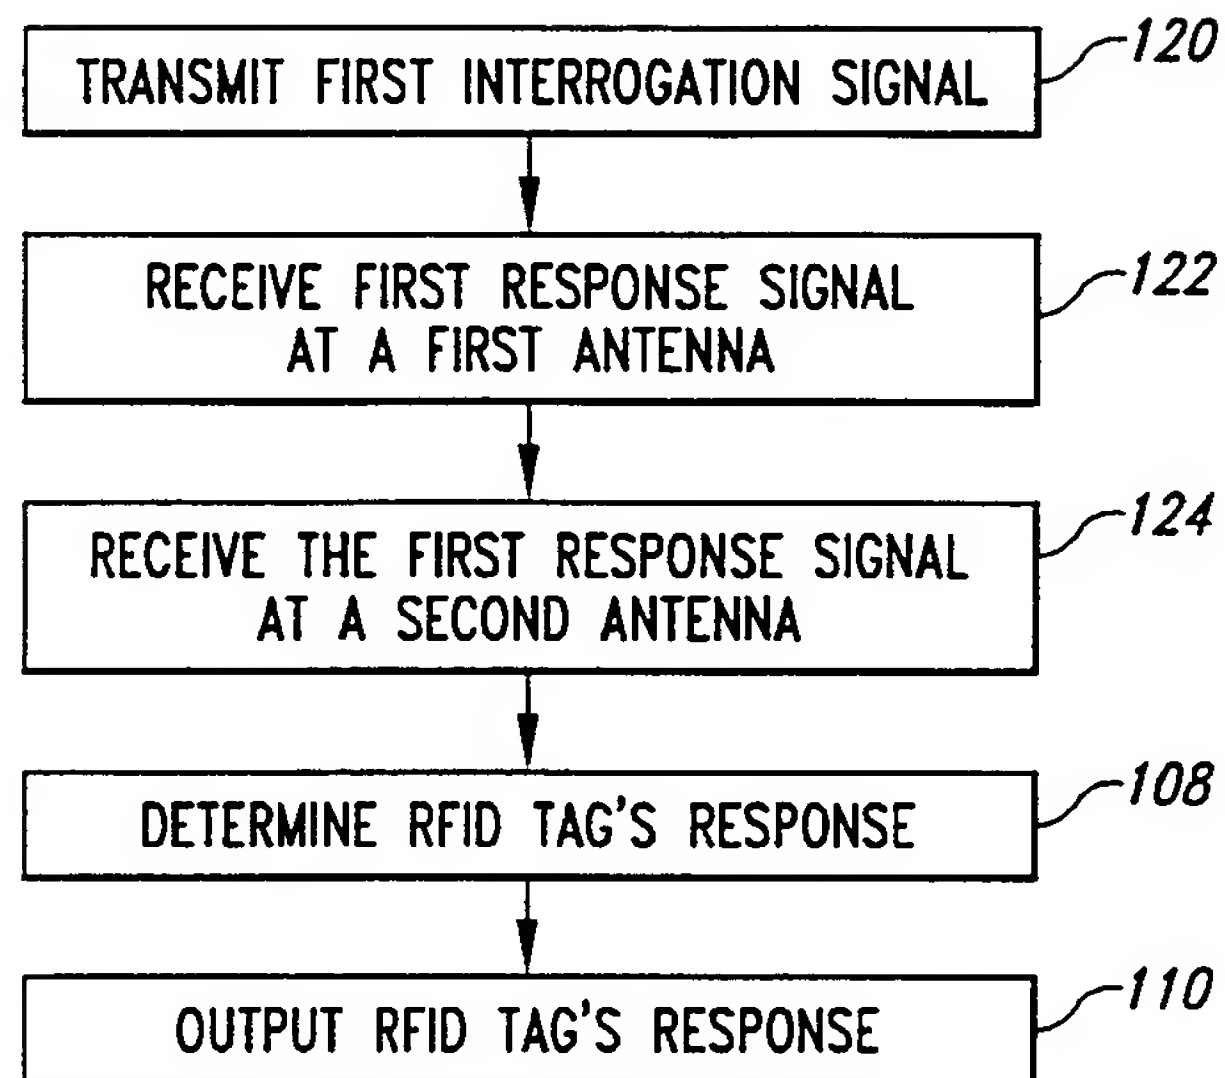 TRANSMIT FIRST INTERROGATION SIGNAL
120
RECEIVE FIRST RESPONSE SIGNAL
AT A FIRST ANTENNA
122
RECEIVE THE FIRST RESPONSE SIGNAL
AT A SECOND ANTENNA
124
DETERMINE RFID TAG'S RESPONSE
108
OUTPUT RFID TAG'S RESPONSE
110